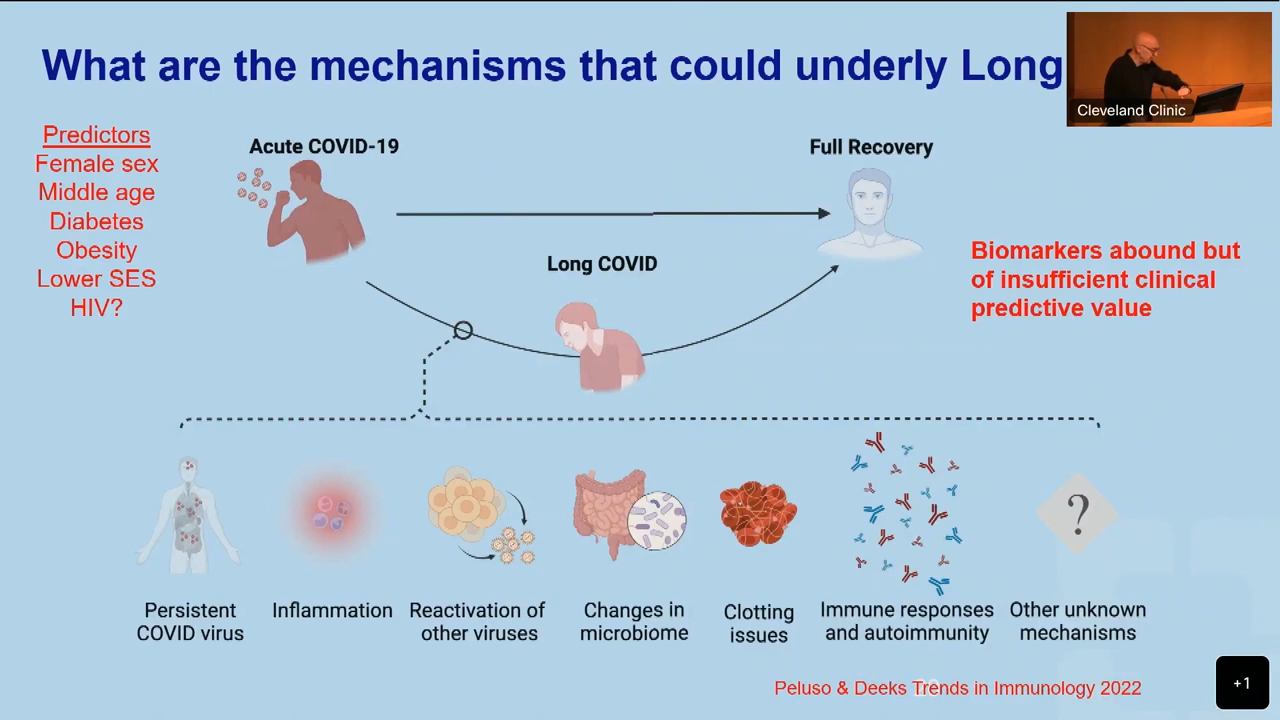 What are the mechanisms that could underly Long
Cleveland Clinic
Predictors
Female sex
Middle age
Diabetes
Obesity
Lower SES
HIV?
Acute COVID-19
Full Recovery
Long COVID
Biomarkers abound but
of insufficient clinical
predictive value
?
Persistent
COVID virus
Inflammation
Reactivation of
other viruses
Changes in
microbiome
Clotting
issues
Immune responses
and autoimmunity
Other unknown
mechanisms
Peluso & Deeks Trends in Immunology 2022
+1